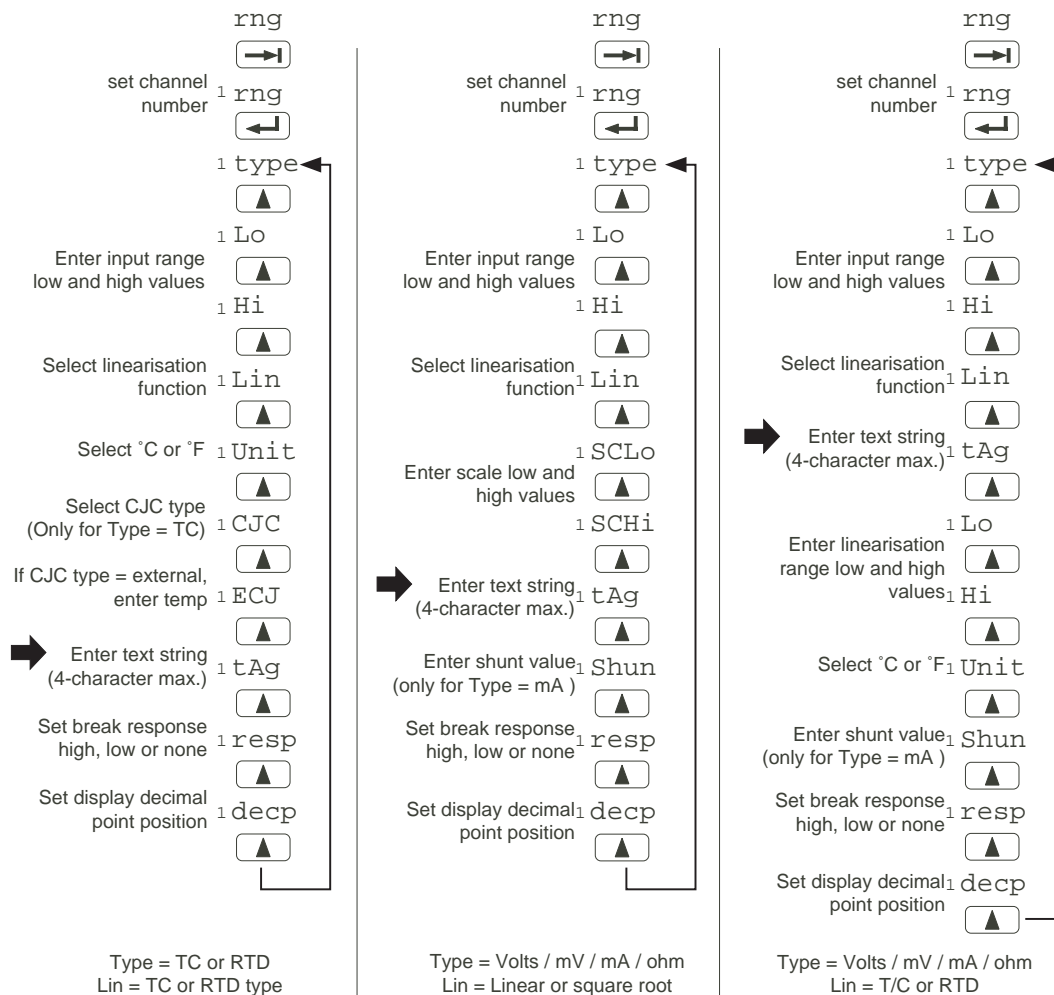 rng
set channel
number
1 rng
1 type
1 Lo
Enter input range
low and high values
1 Hi
Select linearisation
function
1 Lin
Select ˚C or ˚F
1 Unit
Select CJC type
(Only for Type = TC)
1 CJC
If CJC type = external,
enter temp
1 ECJ
Enter text string
(4-character max.)
1 tAg
Set break response
high, low or none
1 resp
Set display decimal
point position
1 decp
Type = TC or RTD
Lin = TC or RTD type
rng
set channel
number
1 rng
1 type
1 Lo
Enter input range
low and high values
1 Hi
Select linearisation
function
1 Lin
1 SCLo
Enter scale low and
high values
1 SCHi
Enter text string
(4-character max.)
1 tAg
Enter shunt value
(only for Type = mA )
1 Shun
Set break response
high, low or none
1 resp
Set display decimal
point position
1 decp
Type = Volts / mV / mA / ohm
Lin = Linear or square root
rng
set channel
number
1 rng
1 type
1 Lo
Enter input range
low and high values
1 Hi
Select linearisation
function
1 Lin
Enter text string
(4-character max.)
1 tAg
1 Lo
Enter linearisation
range low and high
values
1 Hi
Select ˚C or ˚F
1 Unit
Enter shunt value
(only for Type = mA )
1 Shun
Set break response
high, low or none
1 resp
Set display decimal
point position
1 decp
Type = Volts / mV / mA / ohm
Lin = T/C or RTD